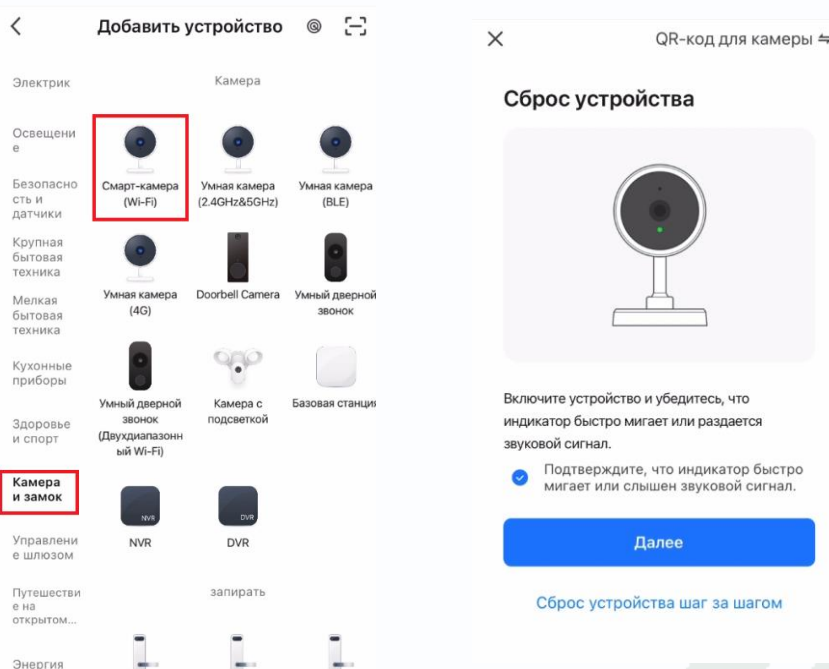 Добавить устройство
Электрик
Освещени
е
Безопасно
сть и
датчики
Крупная
бытовая
техника
Мелкая
бытовая
техника
Кухонные
приборы
Здоровье
и спорт
Камера
и замок
Управлени
е шлюзом
Путешестви
е на
открытом...
Энергия
Камера
Смарт-камера
(Wi-Fi)
Умная камера
(2.4GHz&5GHz)
Умная камера
(BLE)
Умная камера
(4G)
Doorbell Camera
Умный дверной
звонок
Умный дверной
звонок
(Двухдиапазонн
ый Wi-Fi)
Камера с
подсветкой
Базовая станция
NVR
NVR
DVR
DVR
запирать
QR-код для камеры
Сброс устройства
Включите устройство и убедитесь, что
индикатор быстро мигает или раздается
звуковой сигнал.
Подтвердите, что индикатор быстро
мигает или слышен звуковой сигнал.
Далее
Сброс устройства шаг за шагом